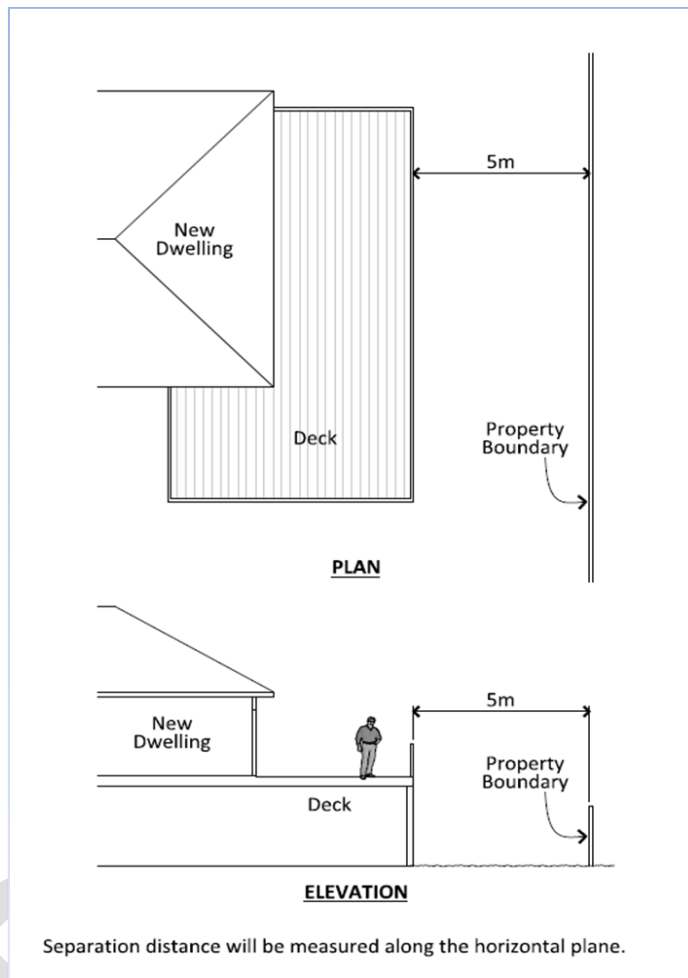 5m
New
Dwelling
Deck
Property
Boundary
PLAN
5m
New
Dwelling
Property
Boundary
Deck
ELEVATION
Separation distance will be measured along the horizontal plane.